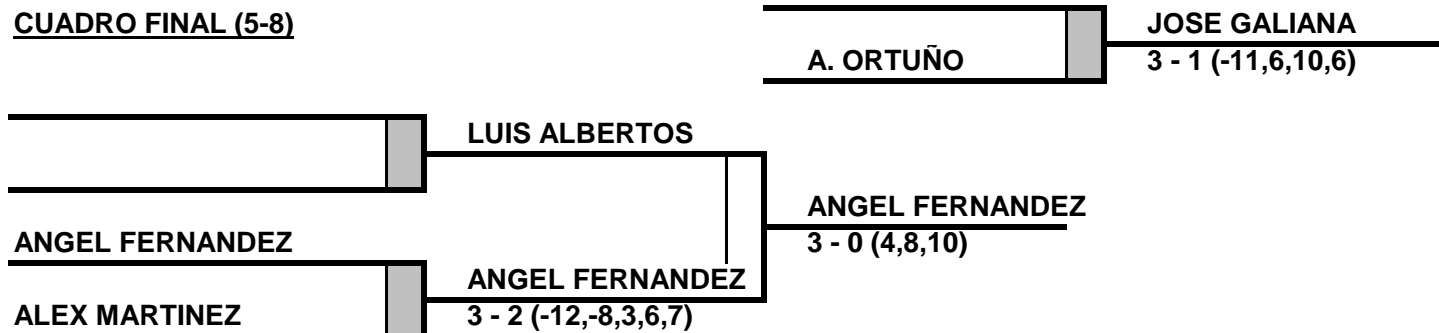 CUADRO FINAL (5-8)
JOSE GALIANA
A. ORTUÑO
3 - 1 (-11,6,10,6)
LUIS ALBERTOS
ANGEL FERNANDEZ
3 - 0 (4,8,10)
ANGEL FERNANDEZ
ANGEL FERNANDEZ
3 - 2 (-12,-8,3,6,7)
ALEX MARTINEZ